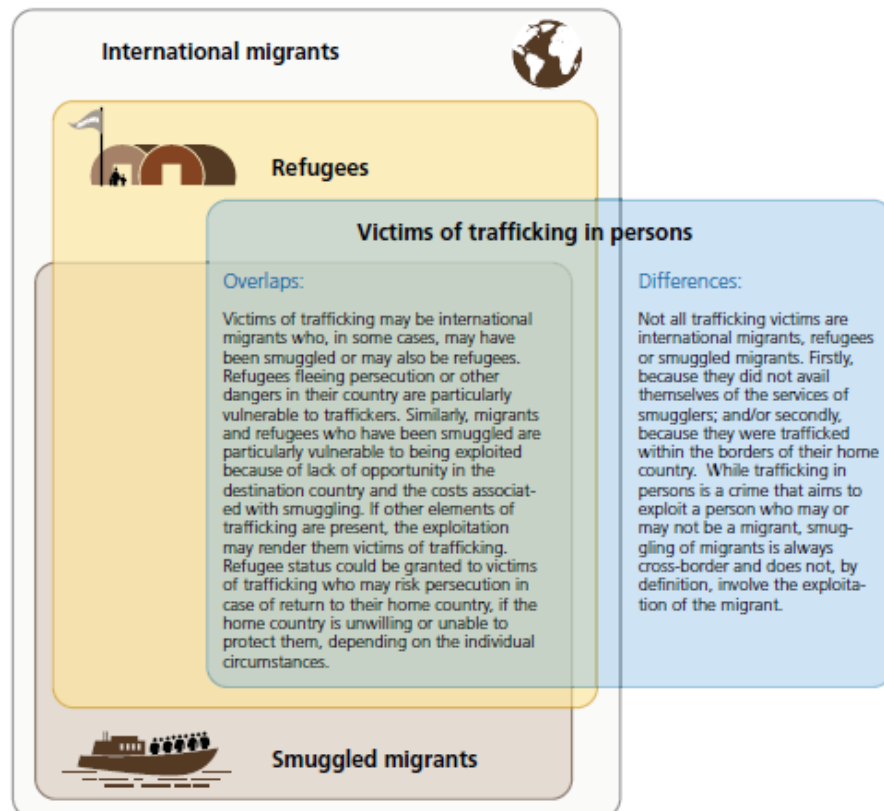 International migrants
Refugees
Victims of trafficking in persons
Overlaps:
Victims of trafficking may be international
migrants who, in some cases, may have
been smuggled or may also be refugees.
Refugees fleeing persecution or other
dangers in their country are particularly
vulnerable to traffickers. Similarly, migrants
and refugees who have been smuggled are
particularly vulnerable to being exploited
because of lack of opportunity in the
destination country and the costs associat-
ed with smuggling. If other elements of
trafficking are present, the exploitation
may render them victims of trafficking.
Refugee status could be granted to victims
of trafficking who may risk persecution in
case of return to their home country, if the
home country is unwilling or unable to
protect them, depending on the individual
circumstances.
Differences:
Not all trafficking victims are
international migrants, refugees
or smuggled migrants. Firstly,
because they did not avail
themselves of the services of
smugglers; and/or secondly,
because they were trafficked
within the borders of their home
country. While trafficking in
persons is a crime that aims to
exploit a person who may or
may not be a migrant, smug-
gling of migrants is always
cross-border and does not, by
definition, involve the exploita-
tion of the migrant.
Smuggled migrants